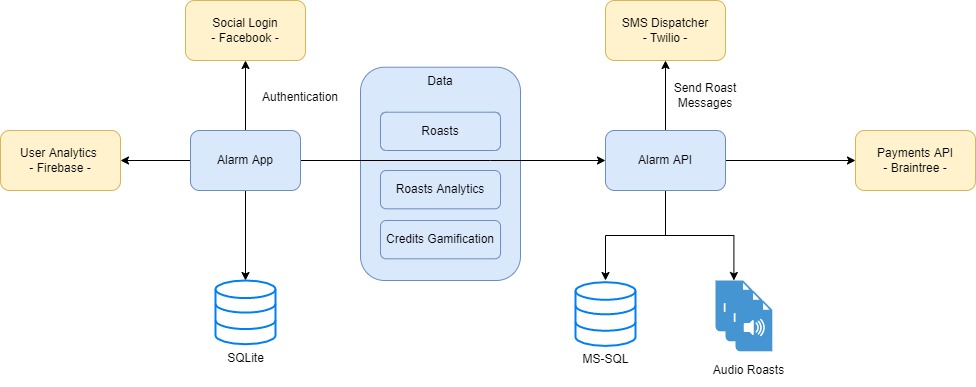 Social Login
- Facebook -
SMS Dispatcher
- Twilio -
Authentication
Data
Send Roast
Messages
Roasts
User Analytics
- Firebase -
Alarm App
Alarm API
Payments API
- Braintree -
Roasts Analytics
Credits Gamification
SQLite
MS-SQL
Audio Roasts